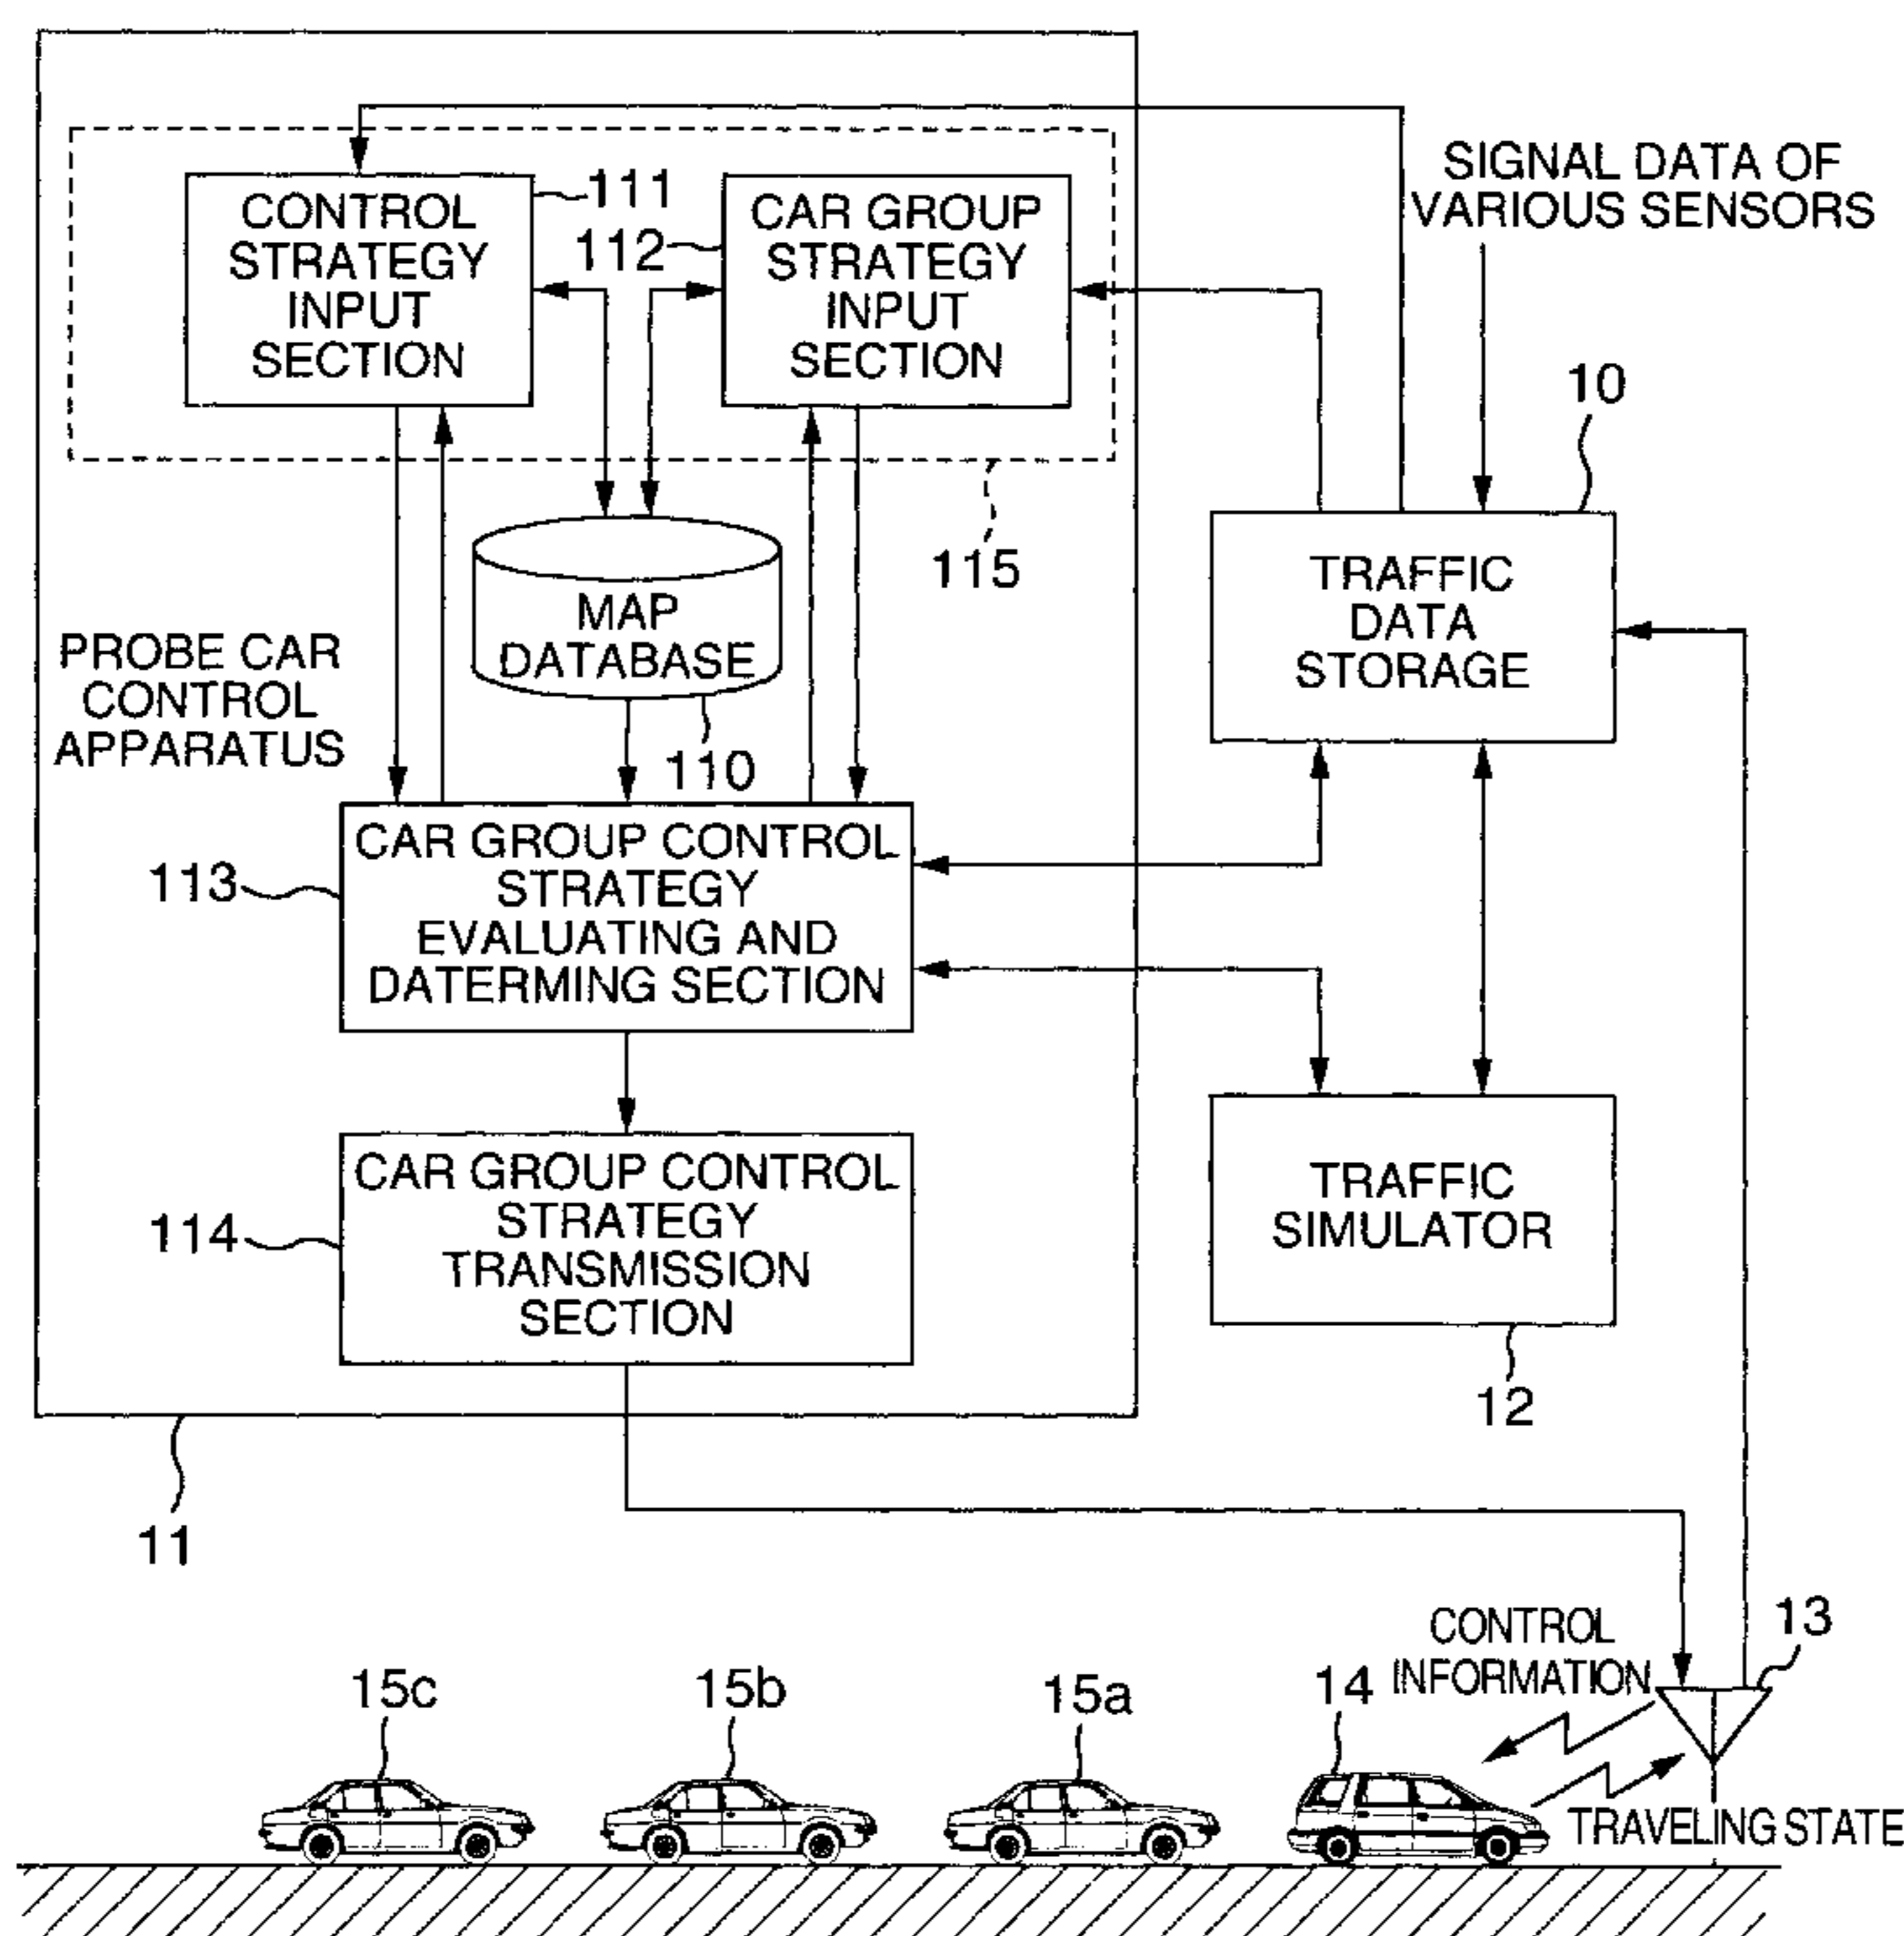 CONTROL
STRATEGY
INPUT
SECTION
111
112
CAR GROUP
STRATEGY
INPUT
SECTION
SIGNAL DATA OF
VARIOUS SENSORS
10
115
TRAFFIC
DATA
STORAGE
MAP
DATABASE
110
PROBE CAR
CONTROL
APPARATUS
113
CAR GROUP CONTROL
STRATEGY
EVALUATING AND
DATERMING SECTION
114
CAR GROUP CONTROL
STRATEGY
TRANSMISSION
SECTION
TRAFFIC
SIMULATOR
12
11
CONTROL
INFORMATION
13
15c
15b
15a
14
TRAVELING STATE